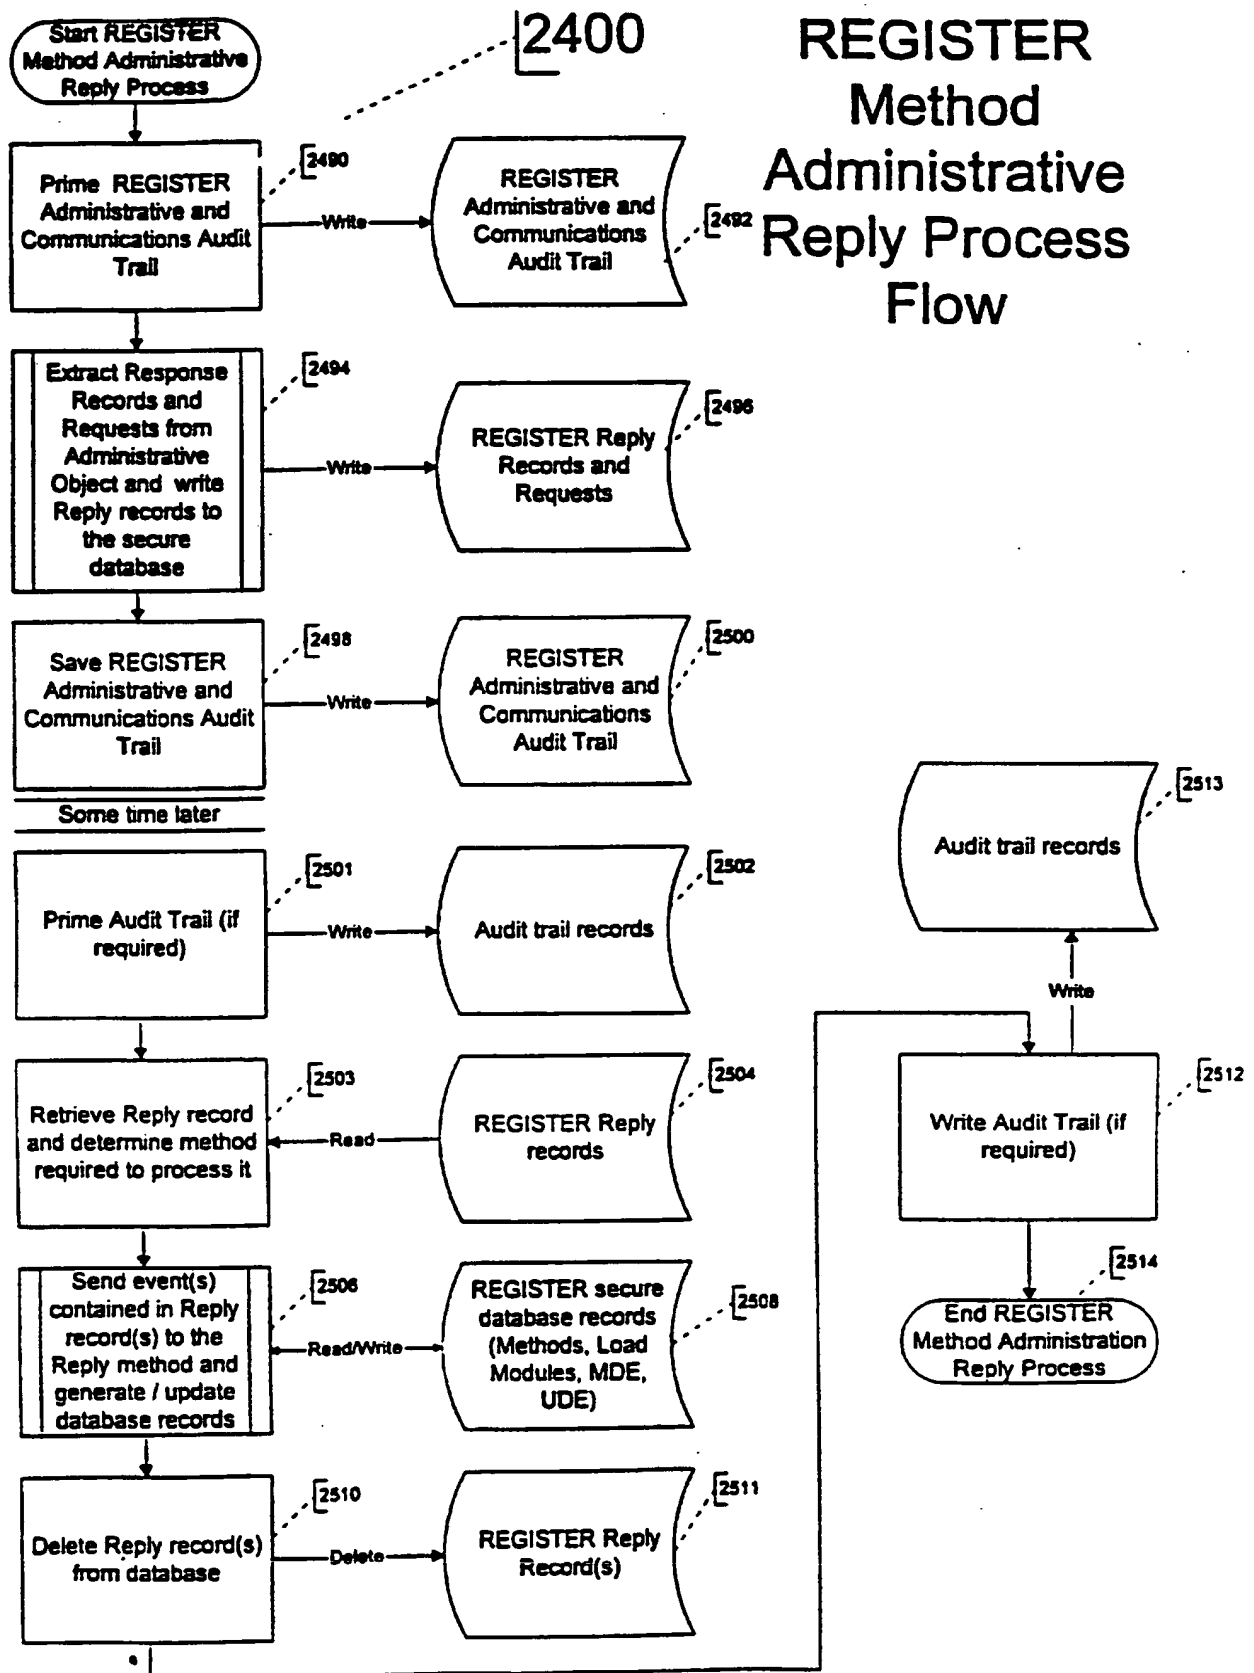 2400
REGISTER
Method
Administrative
Reply Process
Flow
Start REGISTER
Method Administrative
Reply Process
2490
Prime REGISTER
Administrative and
Communications Audit
Trail
Write
REGISTER
Administrative and
Communications
Audit Trail
2492
2494
Extract Response
Records and
Requests from
Administrative
Object and write
Reply records to
the secure
database
Write
REGISTER Reply
Records and
Requests
2496
2498
Save REGISTER
Administrative and
Communications Audit
Trail
Write
REGISTER
Administrative and
Communications
Audit Trail
2500
Some time later
2501
Prime Audit Trail (if
required)
Write
Audit trail records
2502
2503
Retrieve Reply record
and determine method
required to process it
Read
REGISTER Reply
records
2504
2506
Send event(s)
contained in Reply
record(s) to the
Reply method and
generate / update
database records
Read/Write
REGISTER secure
database records
(Methods, Load
Modules, MDE,
UDE)
2508
2510
Delete Reply record(s)
from database
Delete
REGISTER Reply
Record(s)
2511
2513
Audit trail records
Write
2512
Write Audit Trail (if
required)
2514
End REGISTER
Method Administration
Reply Process